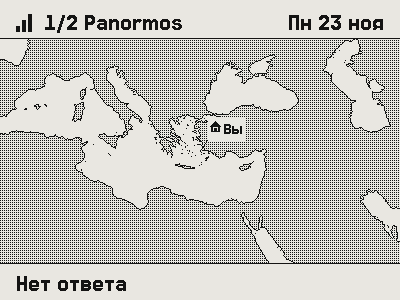 1/2 Panormos Пн 23 ноя
Вы
Нет ответа